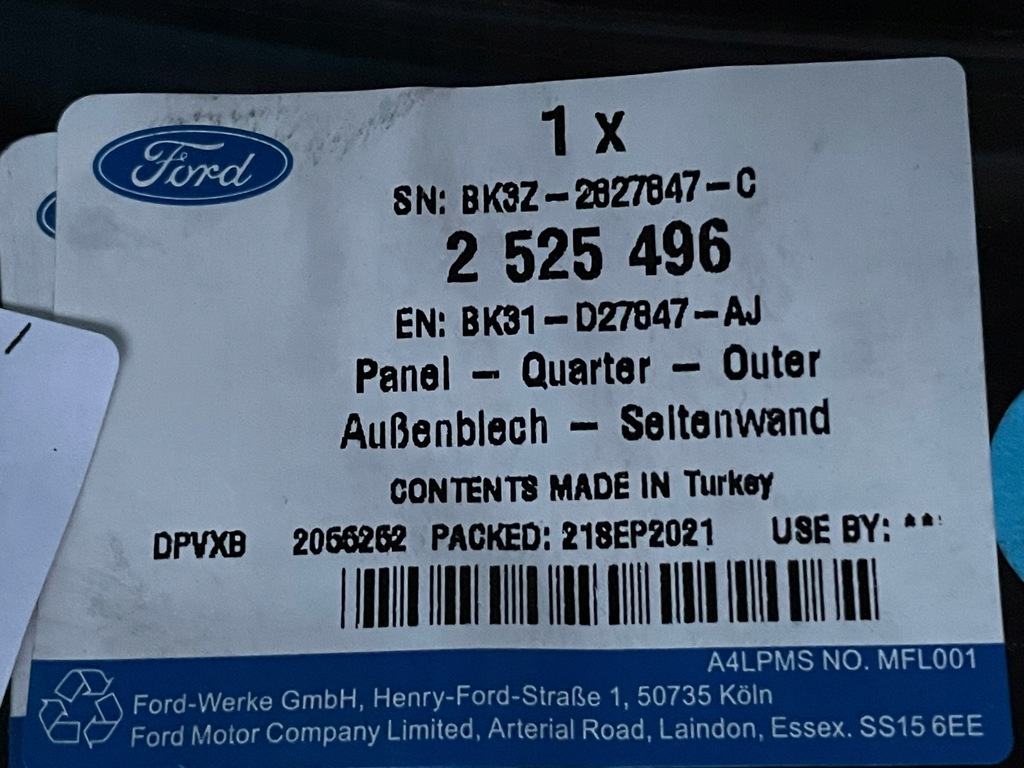 Ford
1 x
SN: BK3Z-2827847-C
2 525 496
EN: BK31-D27847-AJ
Panel - Quarter - Outer
Außenblech - Seitenwand
CONTENTS MADE IN Turkey
DPVXB 2056262 PACKED: 21SEP2021 USE BY: **
A4LPMS NO. MFL001
Ford-Werke GmbH, Henry-Ford-Straße 1, 50735 Köln
Ford Motor Company Limited, Arterial Road, Laindon, Essex. SS15 6EE